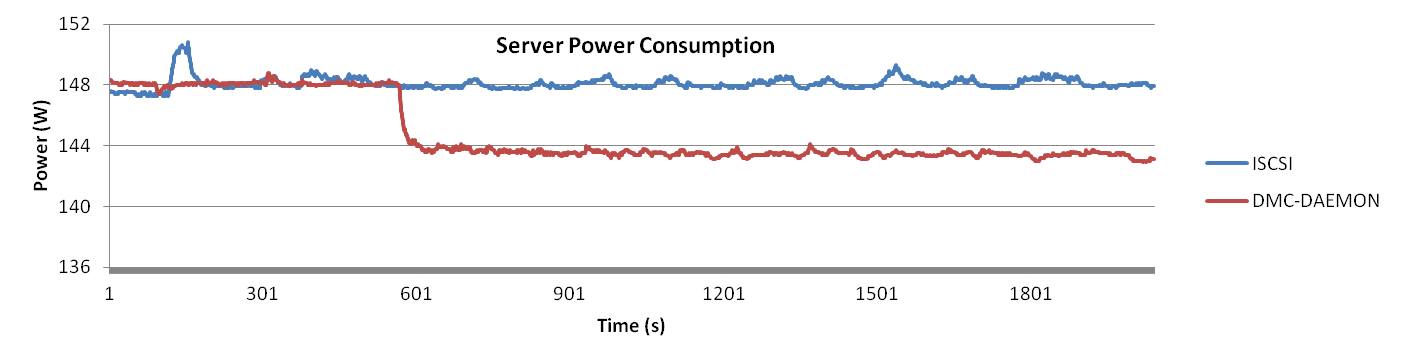 Server Power Consumption
152
148
144
140
136
Power (W)
1 301 601 901 1201 1501 1801
Time (s)
ISCSI
DMC-DAEMON